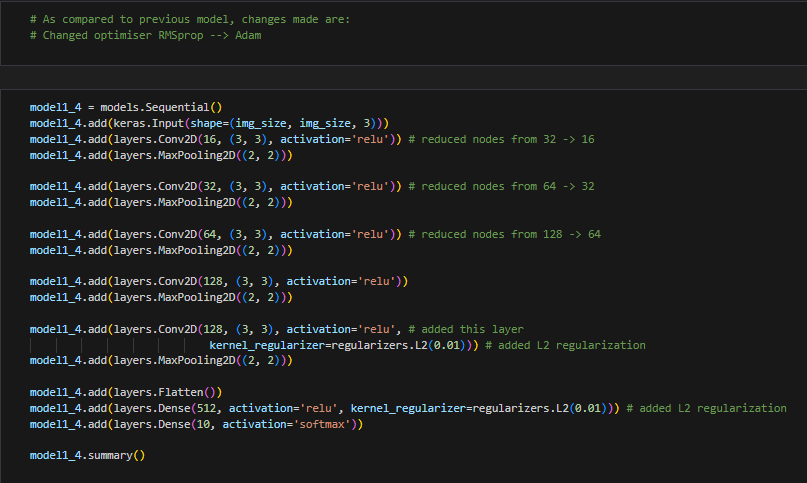 # As compared to previous model, changes made are:
# Changed optimiser RMSprop --> Adam
model1_4 = models.Sequential()
model1_4.add(keras.Input(shape=(img_size, img_size, 3)))
model1_4.add(layers.Conv2D(16, (3, 3), activation='relu')) # reduced nodes from 32 -> 16
model1_4.add(layers.MaxPooling2D((2, 2)))
model1_4.add(layers.Conv2D(32, (3, 3), activation='relu')) # reduced nodes from 64 -> 32
model1_4.add(layers.MaxPooling2D((2, 2)))
model1_4.add(layers.Conv2D(64, (3, 3), activation='relu')) # reduced nodes from 128 -> 64
model1_4.add(layers.MaxPooling2D((2, 2)))
model1_4.add(layers.Conv2D(128, (3, 3), activation='relu'))
model1_4.add(layers.MaxPooling2D((2, 2)))
model1_4.add(layers.Conv2D(128, (3, 3), activation='relu', # added this layer
kernel_regularizer=regularizers.L2(0.01))) # added L2 regularization
model1_4.add(layers.MaxPooling2D((2, 2)))
model1_4.add(layers.Flatten())
model1_4.add(layers.Dense(512, activation='relu', kernel_regularizer=regularizers.L2(0.01))) # added L2 regularization
model1_4.add(layers.Dense(10, activation='softmax'))
model1_4.summary()